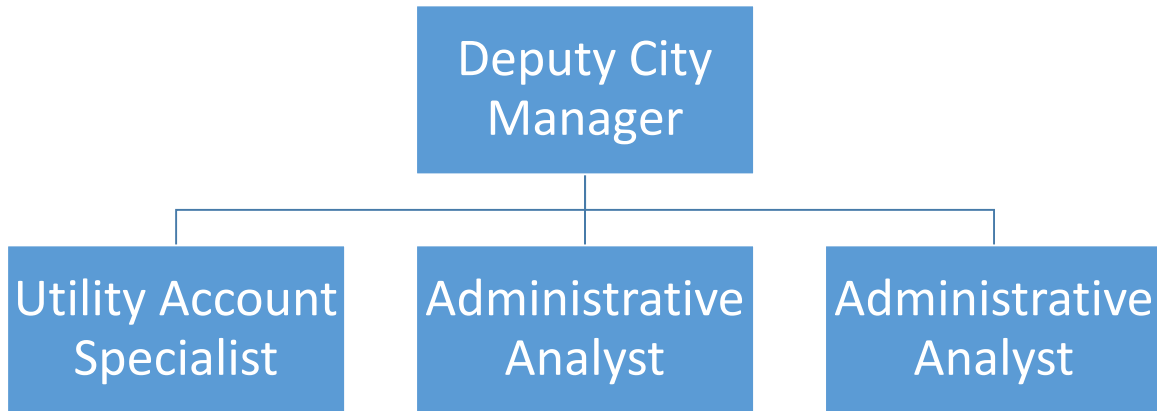 Deputy City
Manager
Utility Account
Specialist
Administrative
Analyst
Administrative
Analyst